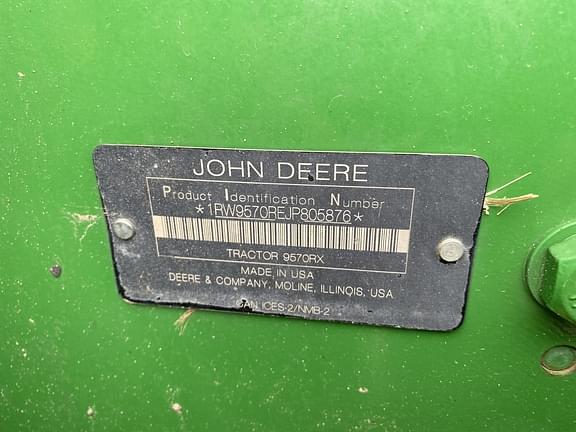 JOHN DEERE
Product Identification Number
*1RW9570REJP805876*
TRACTOR 9570RX
MADE IN USA
DEERE & COMPANY, MOLINE, ILLINOIS, USA
CAN ICES-2/NMB-2